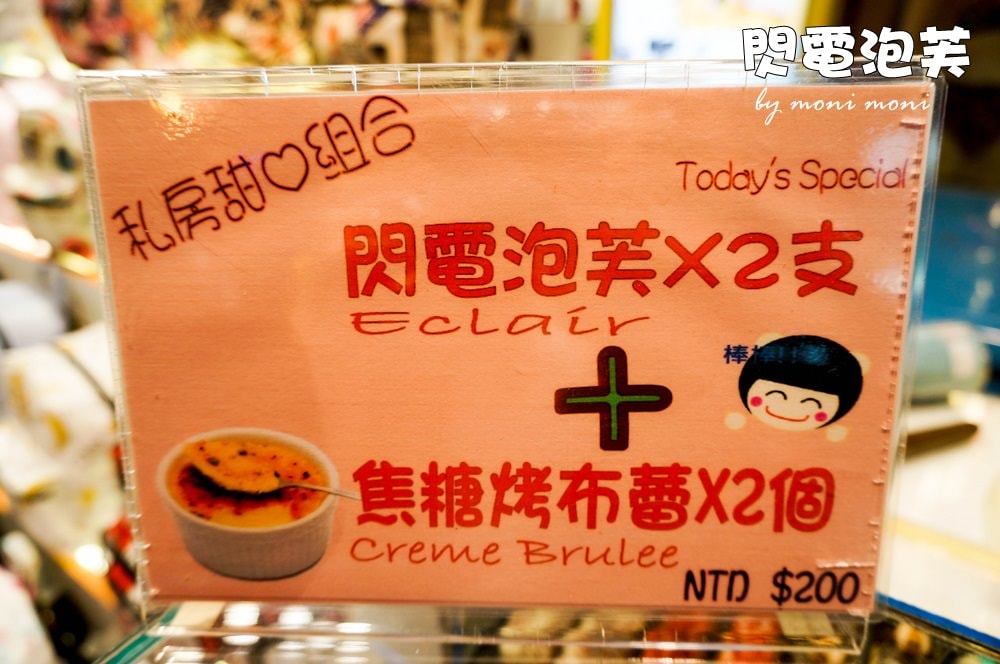 閃電泡芙
by moni moni
私房甜♡組合
Today's Special
閃電泡芙X2支
Eclair
+
焦糖烤布蕾X2個
Creme Brulee
NTD $200